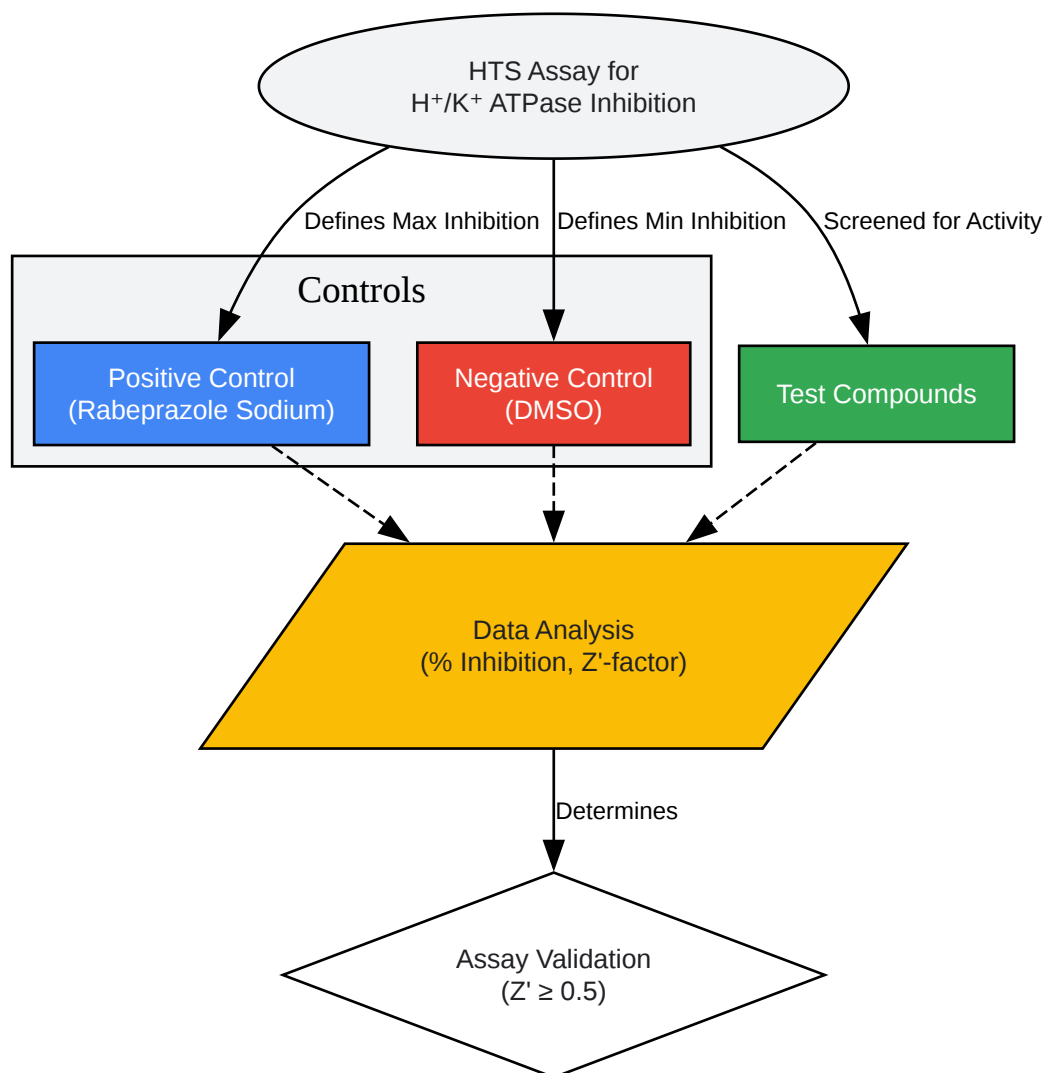 HTS Assay for
H⁺/K⁺ ATPase Inhibition
Defines Max Inhibition
Defines Min Inhibition
Screened for Activity
Controls
Positive Control
(Rabeprazole Sodium)
Negative Control
(DMSO)
Test Compounds
Data Analysis
(% Inhibition, Z'-factor)
Determines
Assay Validation
(Z' ≥ 0.5)